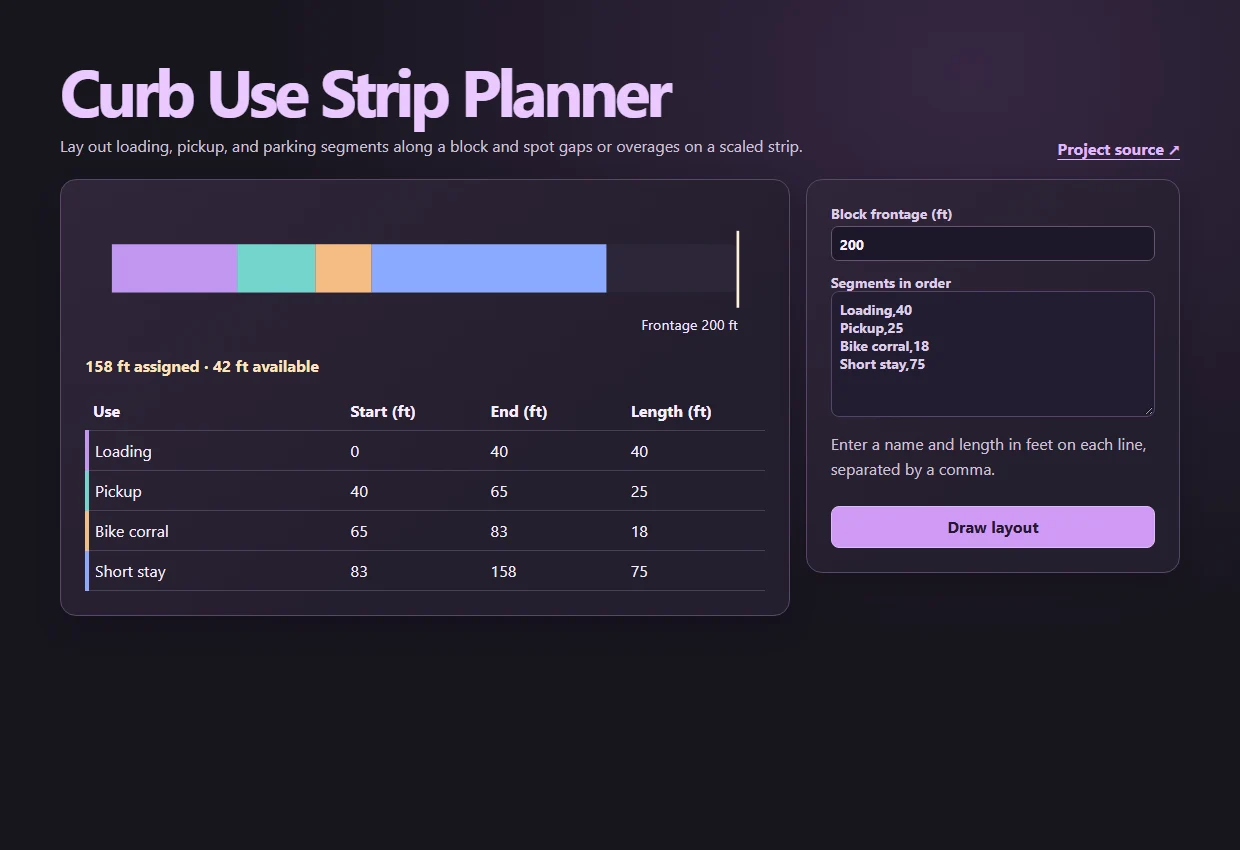 Curb Use Strip Planner
Lay out loading, pickup, and parking segments along a block and spot gaps or overages on a scaled strip.
Project source ↗
Frontage 200 ft
158 ft assigned · 42 ft available
Use Start (ft) End (ft) Length (ft)
Loading 0 40 40
Pickup 40 65 25
Bike corral 65 83 18
Short stay 83 158 75
Block frontage (ft)
200
Segments in order
Loading,40
Pickup,25
Bike corral,18
Short stay,75
Enter a name and length in feet on each line,
separated by a comma.
Draw layout